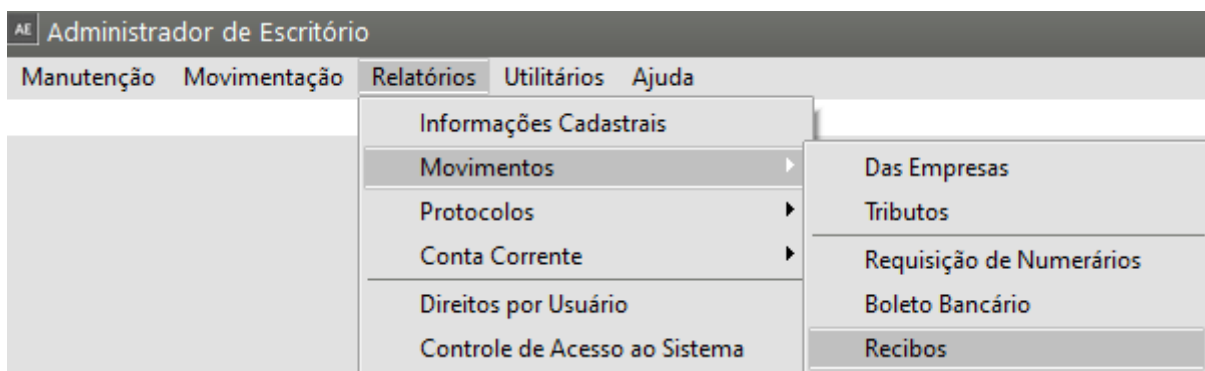 AE Administrador de Escritório
Manutenção Movimentação Relatórios Utilitários Ajuda
Informações Cadastrais
Movimentos
Protocolos
Conta Corrente
Direitos por Usuário
Controle de Acesso ao Sistema
Das Empresas
Tributos
Requisição de Numerários
Boleto Bancário
Recibos